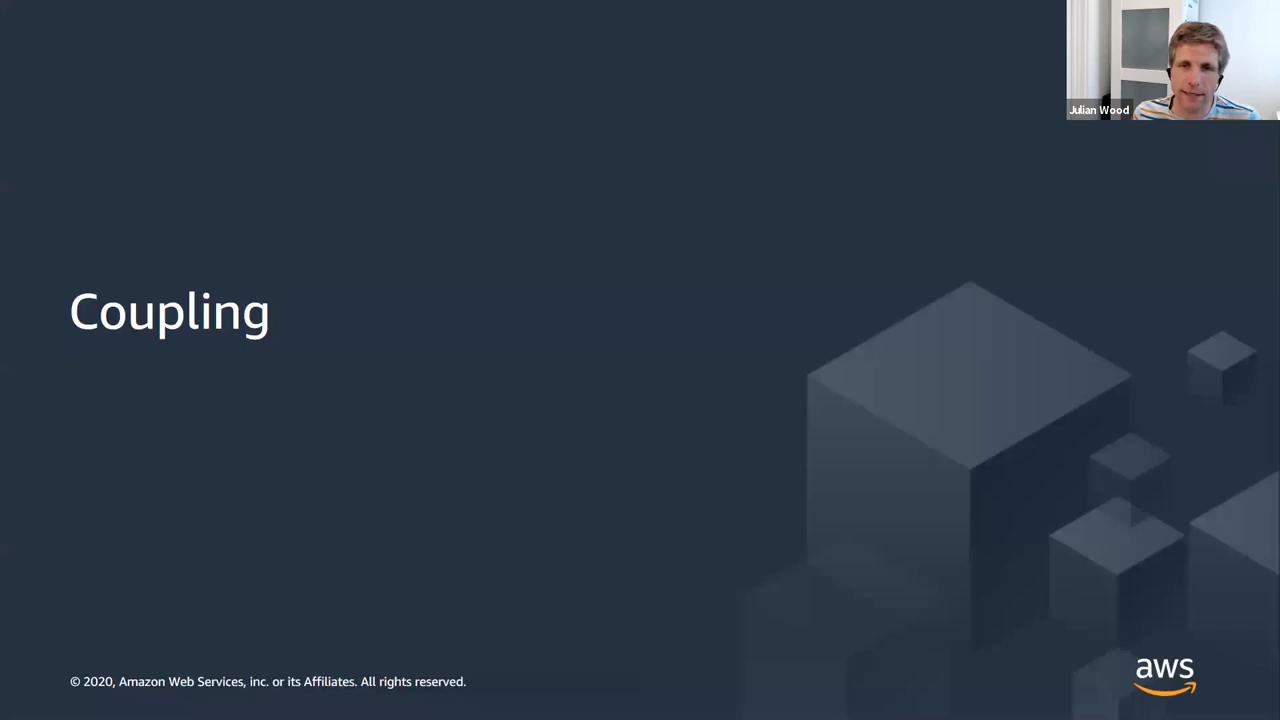 Julian Wood
Coupling
© 2020, Amazon Web Services, inc. or its Affiliates. All rights reserved.
aws